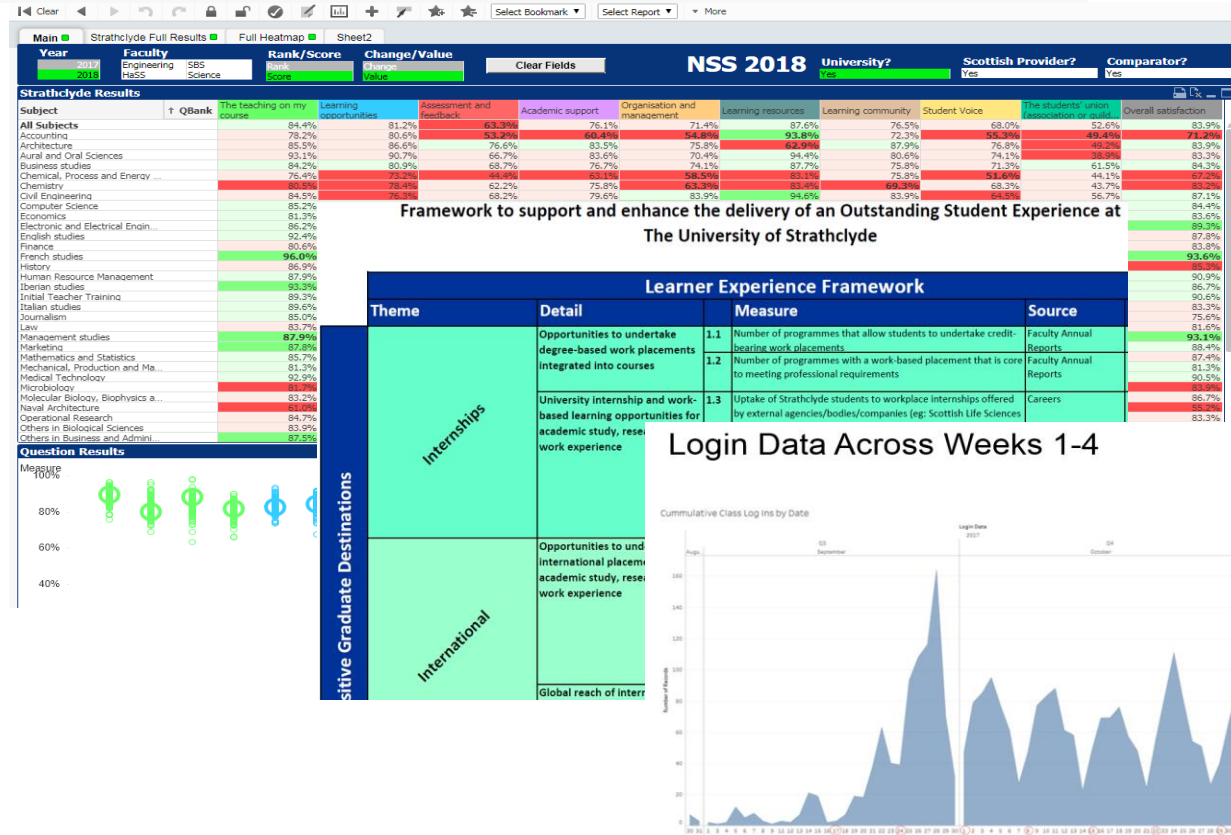 Clear Select Bookmark ▼ Select Report ▼ More
Main Strathclyde Full Results Full Heatmap Sheet2
Year Faculty Rank/Score Change/Value
2017 Engineering SBS Rank Change
2018 HaSS Science Score Value
Clear Fields
NSS 2018
University? Scottish Provider? Comparator?
Yes Yes Yes
Strathclyde Results
Subject ↑ QBank The teaching on my course Learning opportunities Assessment and feedback Academic support Organisation and management Learning resources Learning community Student Voice The students' union (association or guild... Overall satisfaction
All Subjects 84.4% 81.2% 63.3% 76.1% 71.4% 87.6% 76.5% 68.0% 52.6% 83.9%
Accounting 78.2% 80.6% 53.2% 60.4% 54.8% 93.8% 72.3% 55.3% 49.4% 71.2%
Architecture 85.5% 86.6% 76.6% 83.5% 75.8% 62.9% 87.9% 76.8% 49.2% 83.9%
Aural and Oral Sciences 93.1% 90.7% 66.7% 83.6% 70.4% 94.4% 80.6% 74.1% 38.9% 83.3%
Business studies 84.2% 80.9% 68.7% 76.7% 74.1% 87.7% 75.8% 71.3% 61.5% 84.3%
Chemical, Process and Energy ... 76.4% 73.2% 44.4% 63.1% 58.5% 83.1% 75.8% 51.6% 44.1% 67.2%
Chemistry 80.5% 78.4% 62.2% 75.8% 63.3% 83.4% 69.3% 68.3% 43.7% 83.2%
Civil Engineering 84.5% 76.3% 68.2% 79.6% 83.9% 94.6% 83.9% 64.5% 56.7% 87.1%
Computer Science 85.2% 84.4%
Economics 81.3% 83.6%
Electronic and Electrical Engin... 86.2% 89.3%
English studies 92.4% 87.8%
Finance 80.6% 83.8%
French studies 96.0% 93.6%
History 86.9% 85.3%
Human Resource Management 87.9% 90.9%
Iberian studies 93.3% 86.7%
Initial Teacher Training 89.3% 90.6%
Italian studies 89.6% 83.3%
Journalism 85.0% 75.6%
Law 83.7% 81.6%
Management studies 87.9% 93.1%
Marketing 87.8% 88.4%
Mathematics and Statistics 85.7% 87.4%
Mechanical, Production and Ma... 81.3% 81.3%
Medical Technology 92.9% 90.5%
Microbiology 81.7% 83.9%
Molecular Biology, Biophysics a... 83.2% 86.7%
Naval Architecture 61.0% 55.2%
Operational Research 84.7% 83.3%
Others in Biological Sciences 83.9%
Others in Business and Admini... 87.5%
Question Results
Measure
100%
80%
60%
40%
Framework to support and enhance the delivery of an Outstanding Student Experience at
The University of Strathclyde
Learner Experience Framework
Theme Detail Measure Source
sitive Graduate Destinations
Internships
Opportunities to undertake
degree-based work placements
integrated into courses
1.1 Number of programmes that allow students to undertake credit-
bearing work placements
Faculty Annual
Reports
1.2 Number of programmes with a work-based placement that is core
to meeting professional requirements
Faculty Annual
Reports
University internship and work-
based learning opportunities for
academic study, resea
work experience
1.3 Uptake of Strathclyde students to workplace internships offered
by external agencies/bodies/companies (eg: Scottish Life Sciences
Careers
International
Opportunities to und
international placem
academic study, resea
work experience
Global reach of intern
Login Data Across Weeks 1-4
Cummulative Class Log Ins by Date
Login Date
2017
Q3 Q4
Augu.. September October
Number of Records
160
140
120
100
80
60
40
20
0